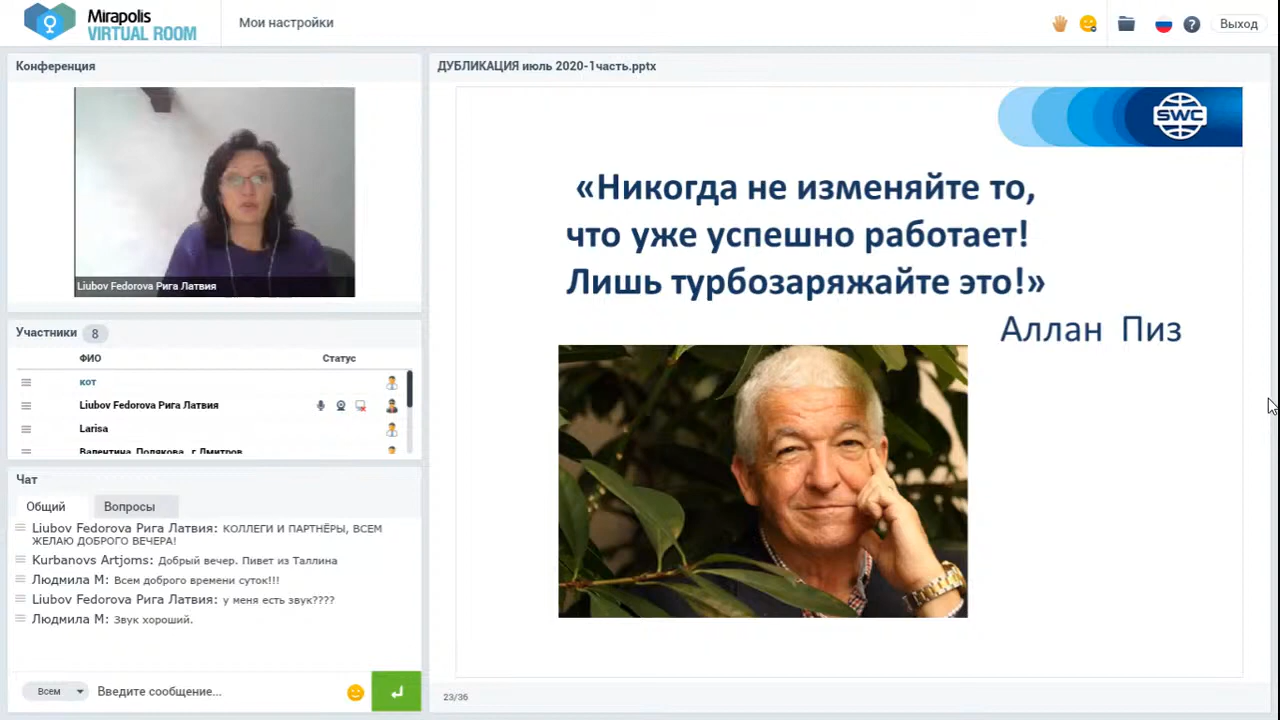 Mirapolis
VIRTUAL ROOM
Мои настройки
Выход
Конференция
Liubov Fedorova Рига Латвия
Участники 8
ФИО Статус
кот
Liubov Fedorova Рига Латвия
Larisa
Валентина Полякова г Дмитров
Чат
Общий Вопросы
Liubov Fedorova Рига Латвия: КОЛЛЕГИ И ПАРТНЁРЫ, ВСЕМ
ЖЕЛАЮ ДОБРОГО ВЕЧЕРА!
Kurbanovs Artjoms: Добрый вечер. Пивет из Таллина
Людмила М: Всем доброго времени суток!!!
Liubov Fedorova Рига Латвия: у меня есть звук????
Людмила М: Звук хороший.
Всем Введите сообщение...
ДУБЛИКАЦИЯ июль 2020-1часть.pptx
SWC
«Никогда не изменяйте то,
что уже успешно работает!
Лишь турбозаряжайте это!»
Аллан Пиз
23/36